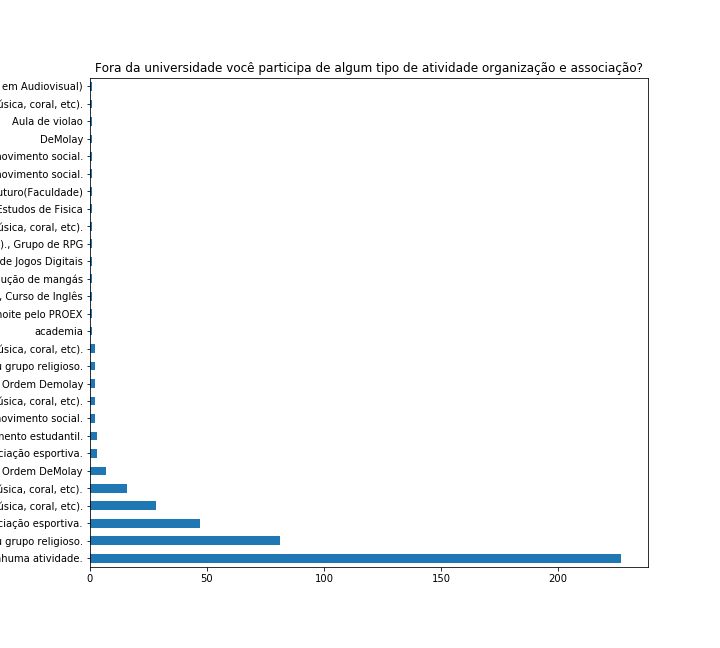 Fora da universidade você participa de algum tipo de atividade organização e associação?
em Audiovisual)
úsica, coral, etc).
Aula de violao
DeMolay
ovimento social.
ovimento social.
uturo(Faculdade)
Estudos de Fisica
úsica, coral, etc).
)., Grupo de RPG
de Jogos Digitais
ução de mangás
, Curso de Inglês
noite pelo PROEX
academia
úsica, coral, etc).
u grupo religioso.
Ordem Demolay
úsica, coral, etc).
ovimento social.
mento estudantil.
ciação esportiva.
Ordem DeMolay
úsica, coral, etc).
úsica, coral, etc).
ciação esportiva.
u grupo religioso.
huma atividade.
0 50 100 150 200